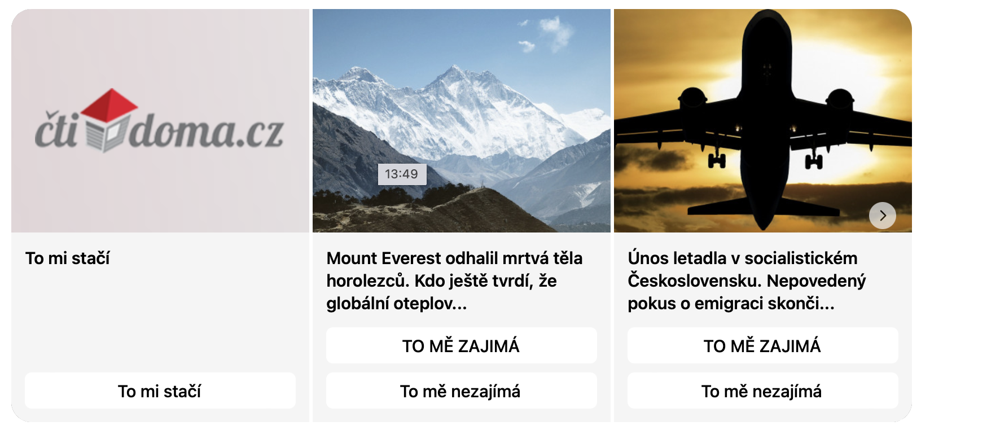 čti doma.cz
To mi stačí
To mi stačí
13:49
Mount Everest odhalil mrtvá těla
horolezců. Kdo ještě tvrdí, že
globální oteplov...
TO MĚ ZAJIMÁ
To mě nezajímá
Únos letadla v socialistickém
Československu. Nepovedený
pokus o emigraci skonči...
TO MĚ ZAJIMÁ
To mě nezajímá